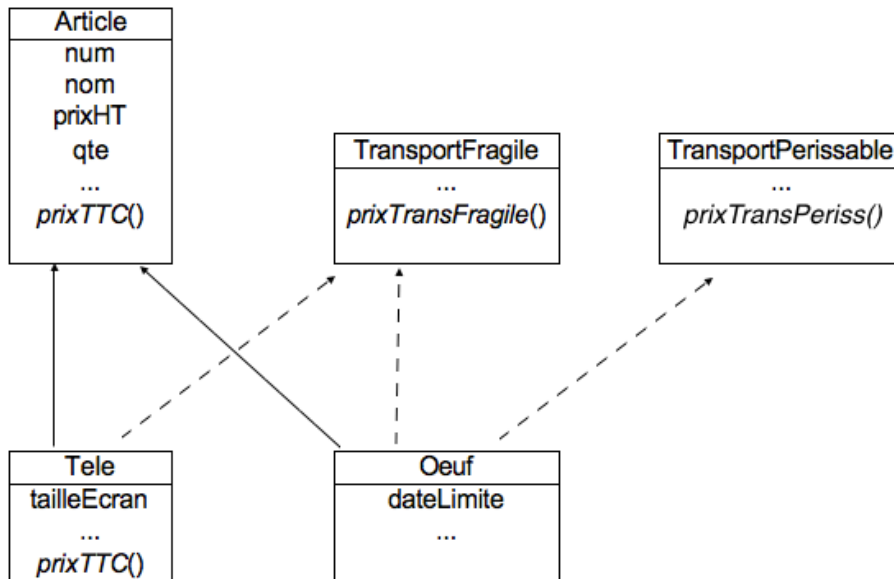 Article
num
nom
prixHT
qte
...
prixTTC()
TransportFragile
...
prixTransFragile()
TransportPerissable
...
prixTransPeriss()
Tele
tailleEcran
...
prixTTC()
Oeuf
dateLimite
...